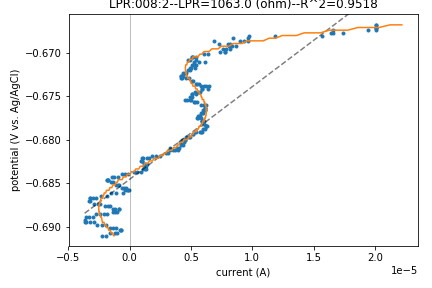 LPR:008:2--LPR=1063.0 (ohm)--R^2=0.9518
−0.670
−0.675
−0.680
−0.685
−0.690
potential (V vs. Ag/AgCl)
−0.5
0.0
0.5
1.0
1.5
2.0
1e−5
current (A)